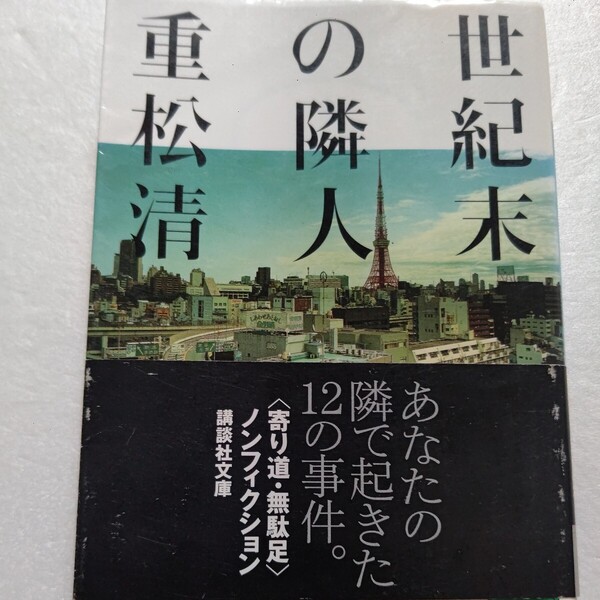 世紀末
の隣人
重松清
あなたの
隣で起きた
12の事件。
〈寄り道・無駄足〉
ノンフィクション
講談社文庫